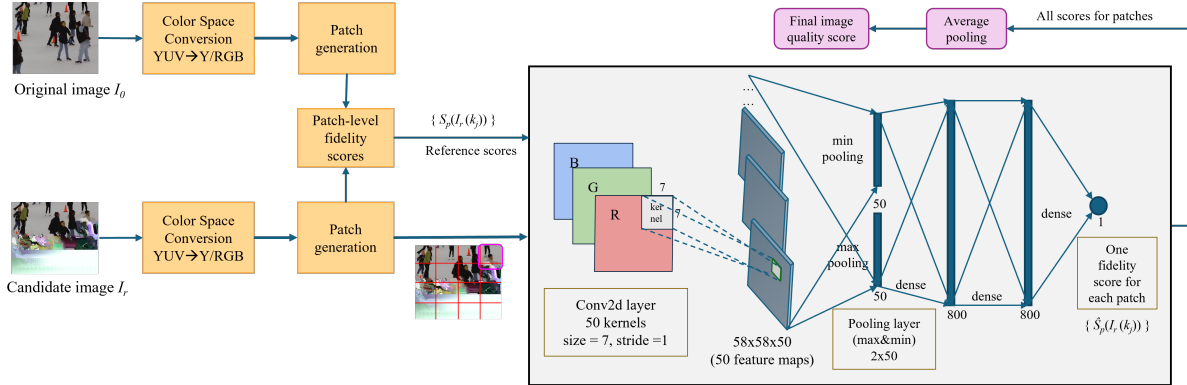 Original image I₀
Color Space
Conversion
YUV→Y/RGB
Patch
generation
Patch-level
fidelity
scores
{ Sₚ(Iᵣ (kⱼ)) }
Reference scores
Candidate image Iᵣ
Color Space
Conversion
YUV→Y/RGB
Patch
generation
Final image
quality score
Average
pooling
All scores for patches
B
G
R
7
7
ker
nel
Conv2d layer
50 kernels
size = 7, stride =1
...
...
58x58x50
(50 feature maps)
min
pooling
50
max
pooling
50
dense
Pooling layer
(max&min)
2x50
800
dense
800
dense
1
One
fidelity
score for
each patch
{ Ŝₚ(Iᵣ (kⱼ)) }